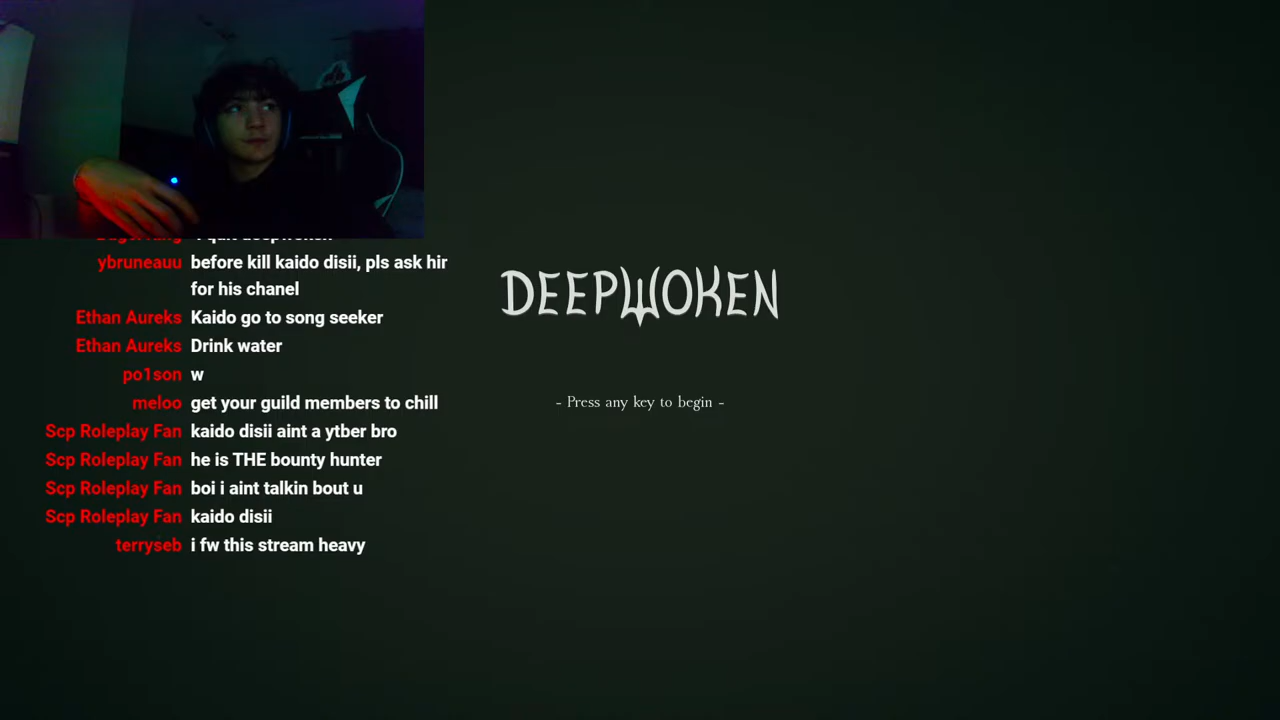 ybruneauu before kill kaido disii, pls ask hir
for his chanel
Ethan Aureks Kaido go to song seeker
Ethan Aureks Drink water
po1son w
meloo get your guild members to chill
Scp Roleplay Fan kaido disii aint a ytber bro
Scp Roleplay Fan he is THE bounty hunter
Scp Roleplay Fan boi i aint talkin bout u
Scp Roleplay Fan kaido disii
terryseb i fw this stream heavy
DEEPWOKEN
- Press any key to begin -